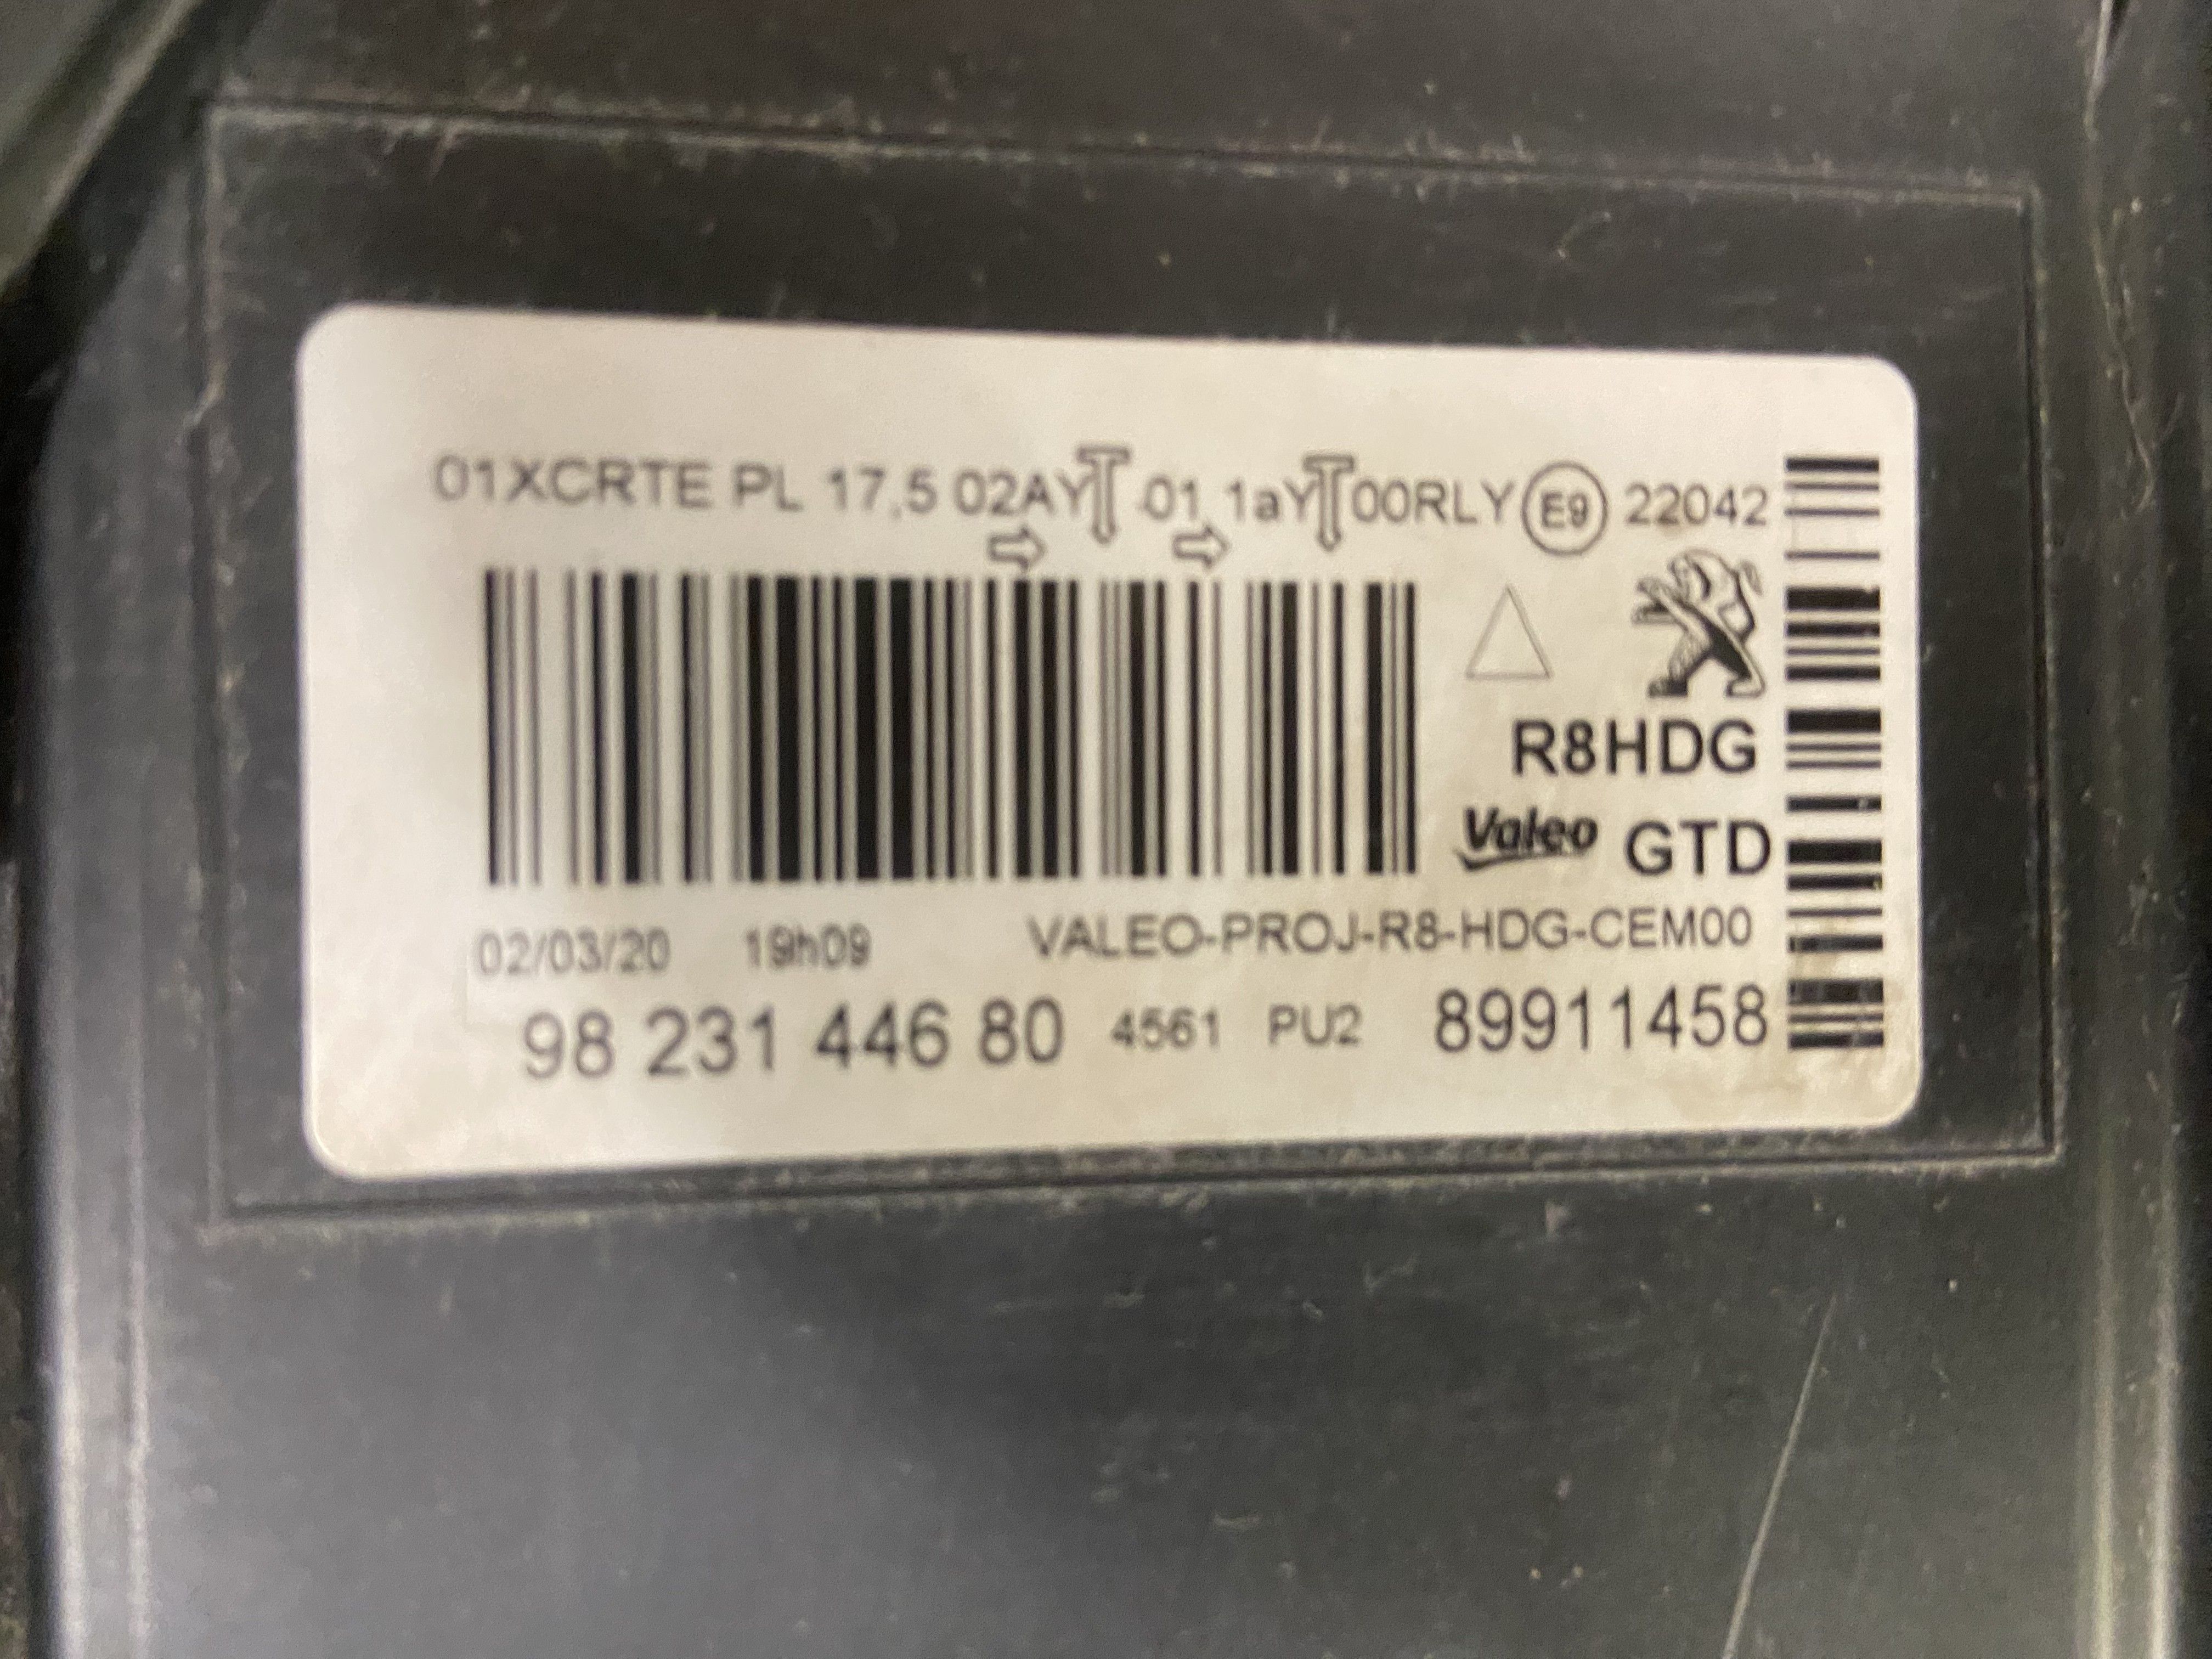 01XCRTE PL 17,5 02AY 01 1aY 00RLY E9 22042
R8HDG
Valeo GTD
02/03/20 19h09 VALEO-PROJ-R8-HDG-CEM00
98 231 446 80 4561 PU2 89911458